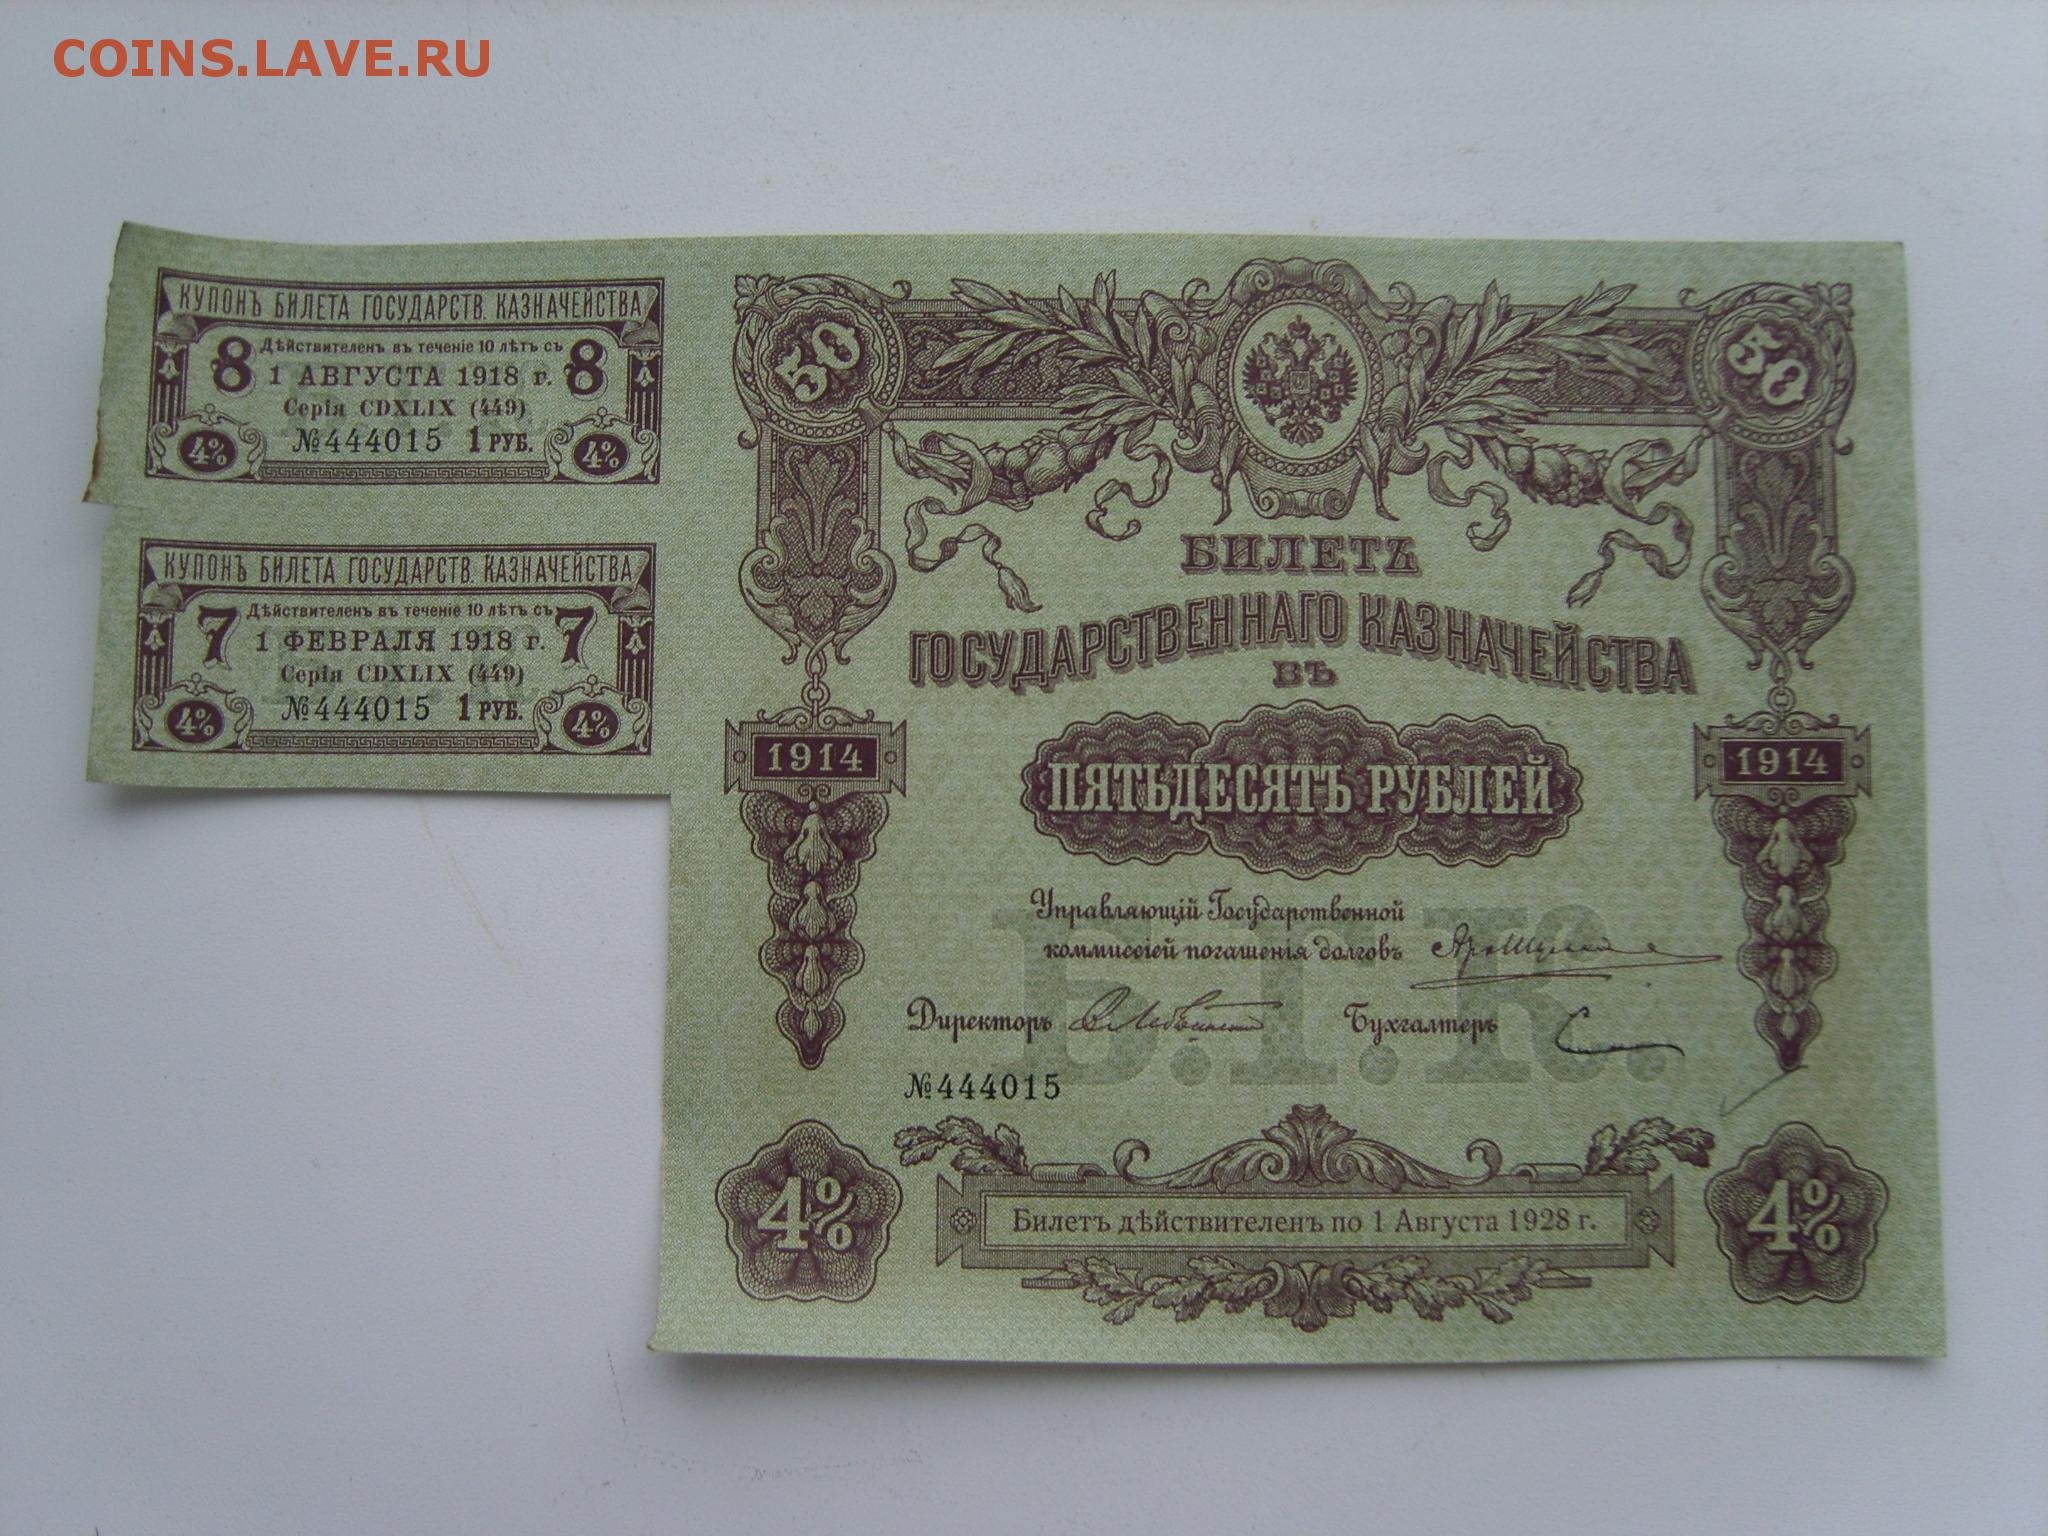 COINS.LAVE.RU
КУПОНЪ БИЛЕТА ГОСУДАРСТВ. КАЗНАЧЕЙСТВА
8 Дѣйствителенъ въ теченіе 10 лѣтъ съ 8
1 АВГУСТА 1918 г.
Серія CDXLIX (449)
№444015 1 РУБ.
4% 4%
КУПОНЪ БИЛЕТА ГОСУДАРСТВ. КАЗНАЧЕЙСТВА
7 Дѣйствителенъ въ теченіе 10 лѣтъ съ 7
1 ФЕВРАЛЯ 1918 г.
Серія CDXLIX (449)
№444015 1 РУБ.
4% 4%
50 50
БИЛЕТЪ
ГОСУДАРСТВЕННАГО КАЗНАЧЕЙСТВА
ВЪ
1914 1914
ПЯТЬДЕСЯТЪ РУБЛЕЙ
Управляющій Государственной
коммиссіей погашенія долговъ
Директоръ Бухгалтеръ
Б.Г.К.
№444015
4% 4%
Билетъ дѣйствителенъ по 1 Августа 1928 г.